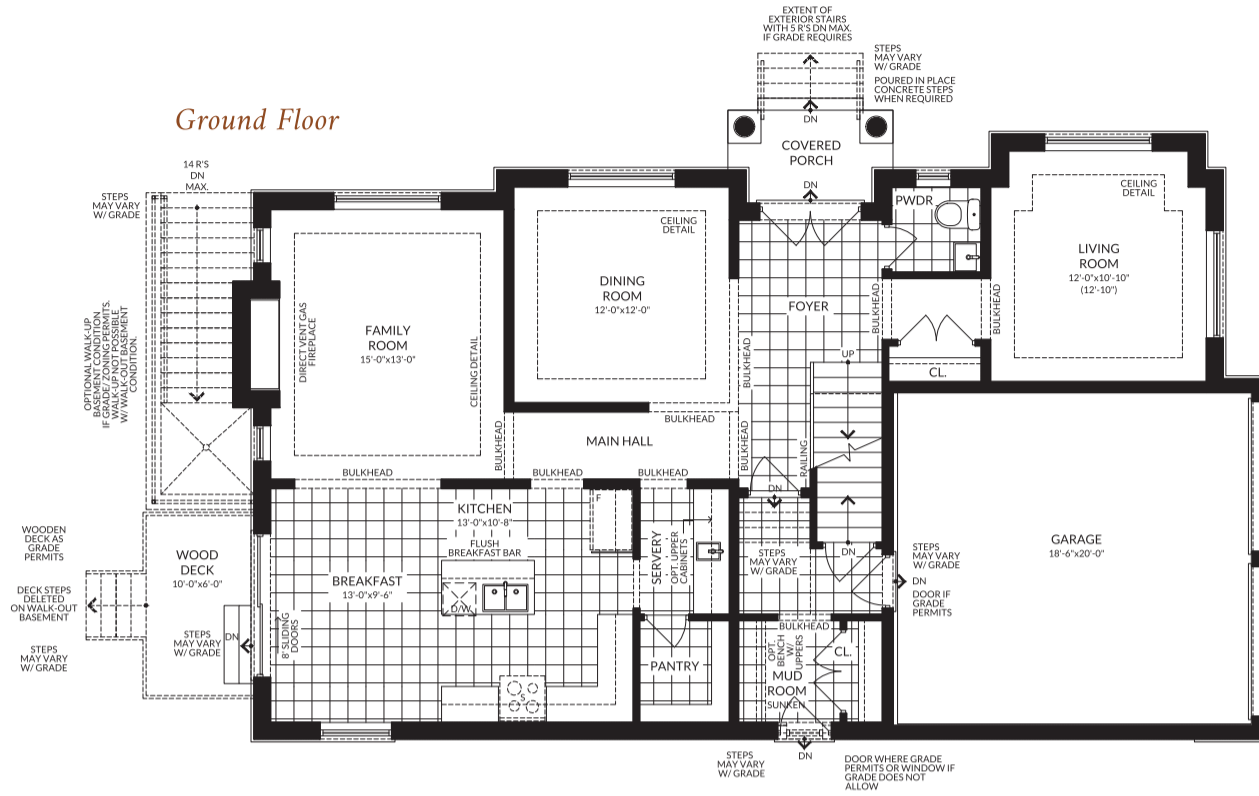 Ground Floor
EXTENT OF
EXTERIOR STAIRS
WITH 5 R'S DN MAX.
IF GRADE REQUIRES
STEPS
MAY VARY
W/ GRADE
POURED IN PLACE
CONCRETE STEPS
WHEN REQUIRED
DN
COVERED
PORCH
DN
14 R'S
DN
MAX.
STEPS
MAY VARY
W/ GRADE
OPTIONAL WALK-UP
BASEMENT CONDITION.
IF GRADE/ZONING PERMITS.
WALK-UP NOT POSSIBLE
W/ WALK-OUT BASEMENT
CONDITION.
DIRECT VENT GAS
FIREPLACE
FAMILY
ROOM
15'-0"x13'-0"
CEILING DETAIL
CEILING
DETAIL
DINING
ROOM
12'-0"x12'-0"
PWDR
FOYER
BULKHEAD
BULKHEAD
CEILING
DETAIL
LIVING
ROOM
12'-0"x10'-10"
(12'-10")
CL.
UP
BULKHEAD
BULKHEAD
BULKHEAD
MAIN HALL
BULKHEAD
RAILING
BULKHEAD
BULKHEAD
BULKHEAD
KITCHEN
13'-0"x10'-8"
FLUSH
BREAKFAST BAR
F
SERVERY
OPT. UPPER
CABINETS
DN
STEPS
MAY VARY
W/ GRADE
DN
STEPS
MAY VARY
W/ GRADE
DN
DOOR IF
GRADE
PERMITS
GARAGE
18'-6"x20'-0"
WOODEN
DECK AS
GRADE
PERMITS
WOOD
DECK
10'-0"x6'-0"
DECK STEPS
DELETED
ON WALK-OUT
BASEMENT
STEPS
MAY VARY
W/ GRADE
STEPS
MAY VARY
W/ GRADE
DN
8' SLIDING
DOORS
BREAKFAST
13'-0"x9'-6"
D/W
S
PANTRY
BULKHEAD
OPT.
BENCH
W/
UPPERS
CL.
MUD
ROOM
SUNKEN
STEPS
MAY VARY
W/ GRADE
DN
DOOR WHERE GRADE
PERMITS OR WINDOW IF
GRADE DOES NOT
ALLOW